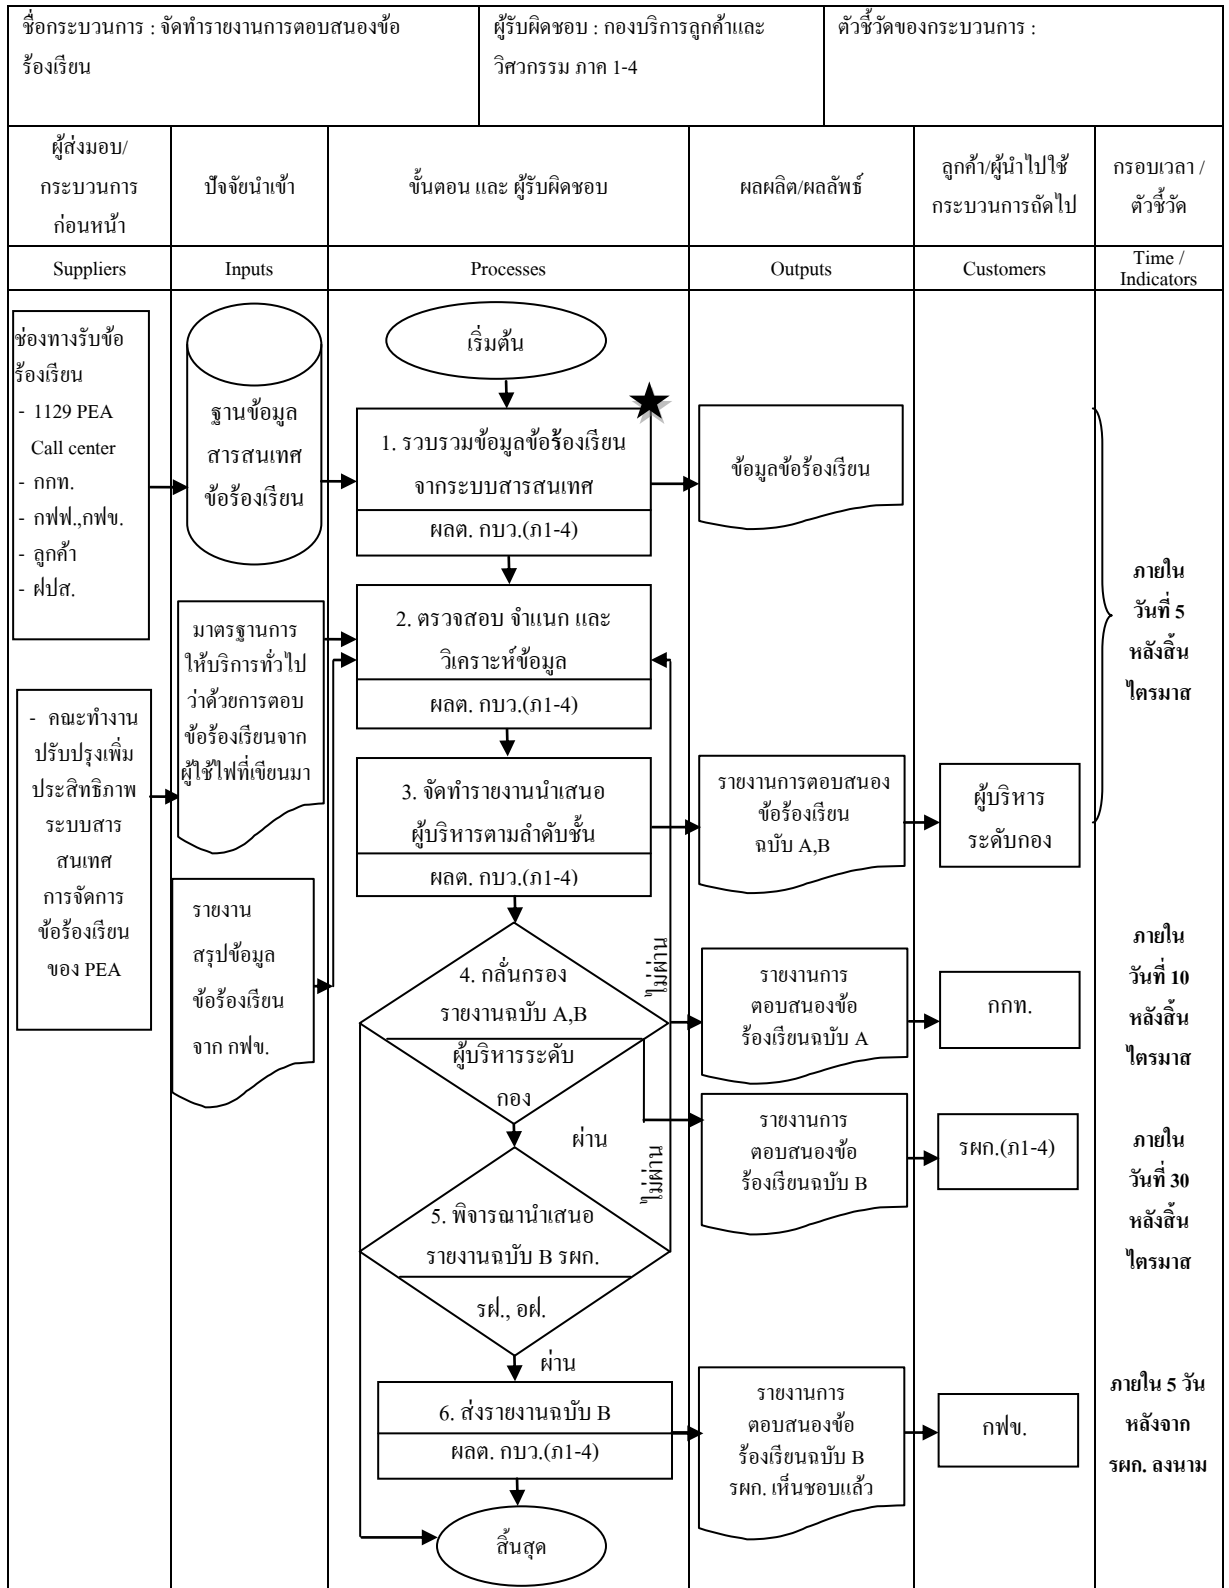 ชื่อกระบวนการ : จัดทำรายงานการตอบสนองข้อ
ร้องเรียน
ผู้รับผิดชอบ : กองบริการลูกค้าและ
วิศวกรรม ภาค 1-4
ตัวชี้วัดของกระบวนการ :
ผู้ส่งมอบ/
กระบวนการ
ก่อนหน้า
ปัจจัยนำเข้า
ขั้นตอน และ ผู้รับผิดชอบ
ผลผลิต/ผลลัพธ์
ลูกค้า/ผู้นำไปใช้
กระบวนการถัดไป
กรอบเวลา /
ตัวชี้วัด
Suppliers
Inputs
Processes
Outputs
Customers
Time /
Indicators
ช่องทางรับข้อ
ร้องเรียน
- 1129 PEA
Call center
- กกท.
- กฟฟ.,กฟข.
- ลูกค้า
- ฝปส.
ฐานข้อมูล
สารสนเทศ
ข้อร้องเรียน
เริ่มต้น
1. รวบรวมข้อมูลข้อร้องเรียน
จากระบบสารสนเทศ
ผลต. กบว.(ภ1-4)
ข้อมูลข้อร้องเรียน
ภายใน
วันที่ 5
หลังสิ้น
ไตรมาส
- คณะทำงาน
ปรับปรุงเพิ่ม
ประสิทธิภาพ
ระบบสาร
สนเทศ
การจัดการ
ข้อร้องเรียน
ของ PEA
มาตรฐานการ
ให้บริการทั่วไป
ว่าด้วยการตอบ
ข้อร้องเรียนจาก
ผู้ใช้ไฟที่เขียนมา
2. ตรวจสอบ จำแนก และ
วิเคราะห์ข้อมูล
ผลต. กบว.(ภ1-4)
3. จัดทำรายงานนำเสนอ
ผู้บริหารตามลำดับชั้น
ผลต. กบว.(ภ1-4)
รายงานการตอบสนอง
ข้อร้องเรียน
ฉบับ A,B
ผู้บริหาร
ระดับกอง
รายงาน
สรุปข้อมูล
ข้อร้องเรียน
จาก กฟข.
4. กลั่นกรอง
รายงานฉบับ A,B
ผู้บริหารระดับ
กอง
ไม่ผ่าน
ผ่าน
รายงานการ
ตอบสนองข้อ
ร้องเรียนฉบับ A
กกท.
ภายใน
วันที่ 10
หลังสิ้น
ไตรมาส
รายงานการ
ตอบสนองข้อ
ร้องเรียนฉบับ B
รผก.(ภ1-4)
ภายใน
วันที่ 30
หลังสิ้น
ไตรมาส
5. พิจารณานำเสนอ
รายงานฉบับ B รผก.
รฝ., อฝ.
ไม่ผ่าน
ผ่าน
6. ส่งรายงานฉบับ B
ผลต. กบว.(ภ1-4)
รายงานการ
ตอบสนองข้อ
ร้องเรียนฉบับ B
รผก. เห็นชอบแล้ว
กฟข.
ภายใน 5 วัน
หลังจาก
รผก. ลงนาม
สิ้นสุด